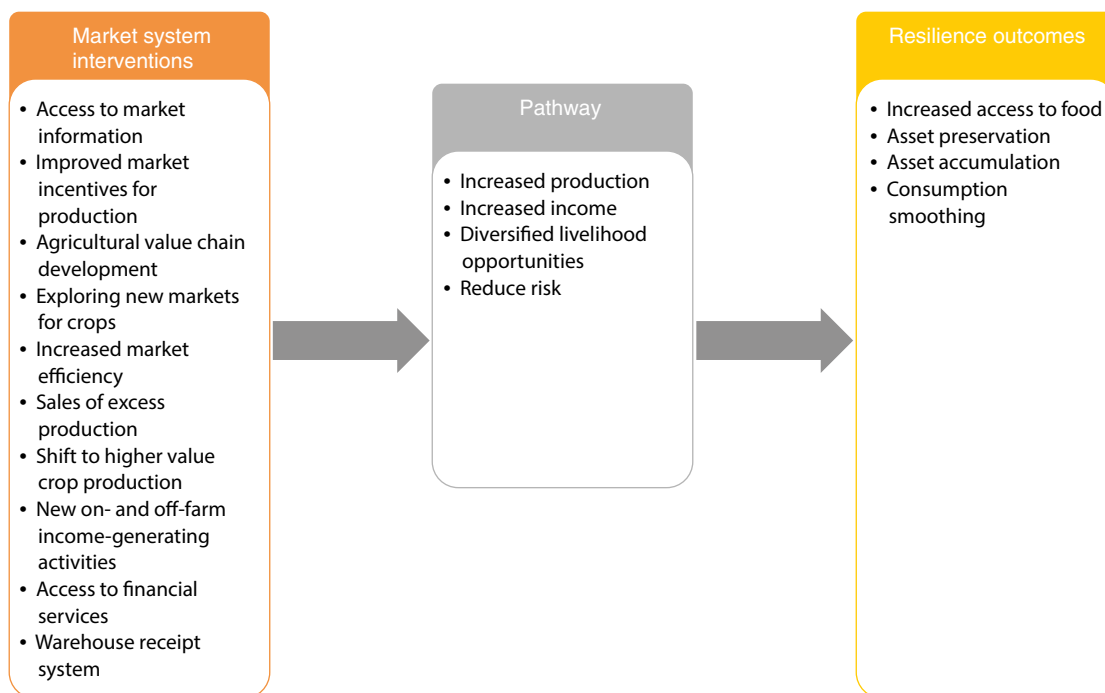 Market system
interventions
• Access to market
information
• Improved market
incentives for
production
• Agricultural value chain
development
• Exploring new markets
for crops
• Increased market
efficiency
• Sales of excess
production
• Shift to higher value
crop production
• New on- and off-farm
income-generating
activities
• Access to financial
services
• Warehouse receipt
system
Pathway
• Increased production
• Increased income
• Diversified livelihood
opportunities
• Reduce risk
Resilience outcomes
• Increased access to food
• Asset preservation
• Asset accumulation
• Consumption
smoothing